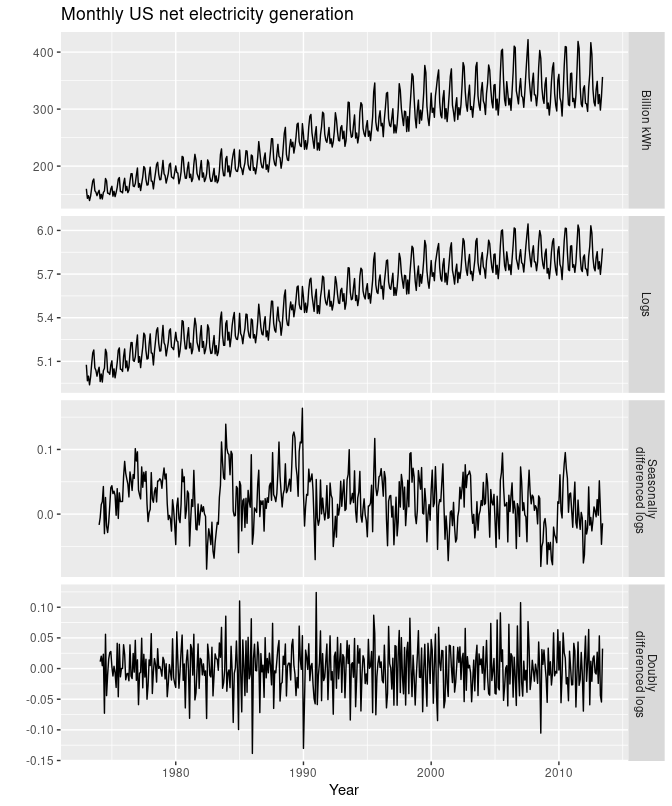 Monthly US net electricity generation
400
300
200
Billion kWh
6.0
5.7
5.4
5.1
Logs
0.1
0.0
Seasonally
differenced logs
0.10
0.05
0.00
-0.05
-0.10
-0.15
Doubly
differenced logs
1980 1990 2000 2010
Year